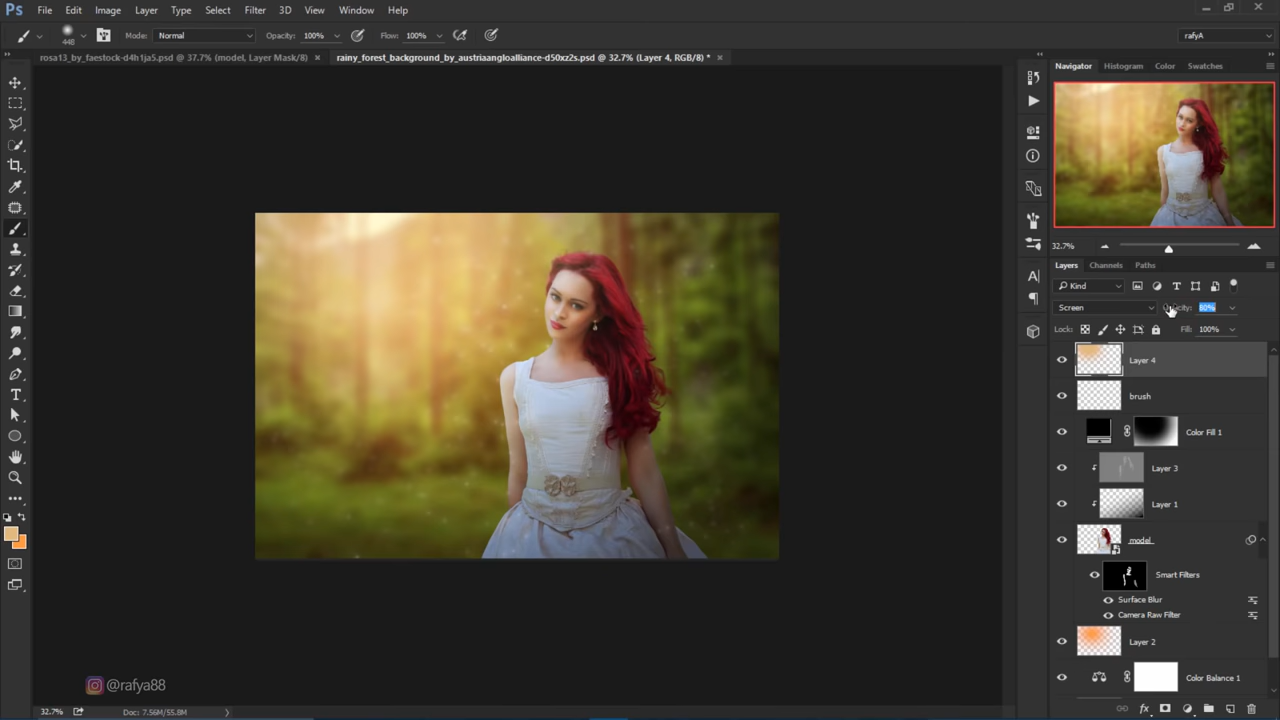 Ps File Edit Image Layer Type Select Filter 3D View Window Help
448 Mode: Normal Opacity: 100% Flow: 100% rafyA
rosa13_by_faestock-d4h1ja5.psd @ 37.7% (model, Layer Mask/8) × rainy_forest_background_by_austriaangloalliance-d50xz2s.psd @ 32.7% (Layer 4, RGB/8) * ×
Navigator Histogram Color Swatches
32.7%
Layers Channels Paths
Kind
Screen
Lock: Fill: 100%
Layer 4
brush
Color Fill 1
Layer 3
Layer 1
model
Smart Filters
Surface Blur
Camera Raw Filter
Layer 2
Color Balance 1
@rafya88
32.7% Doc: 7.56M/55.8M